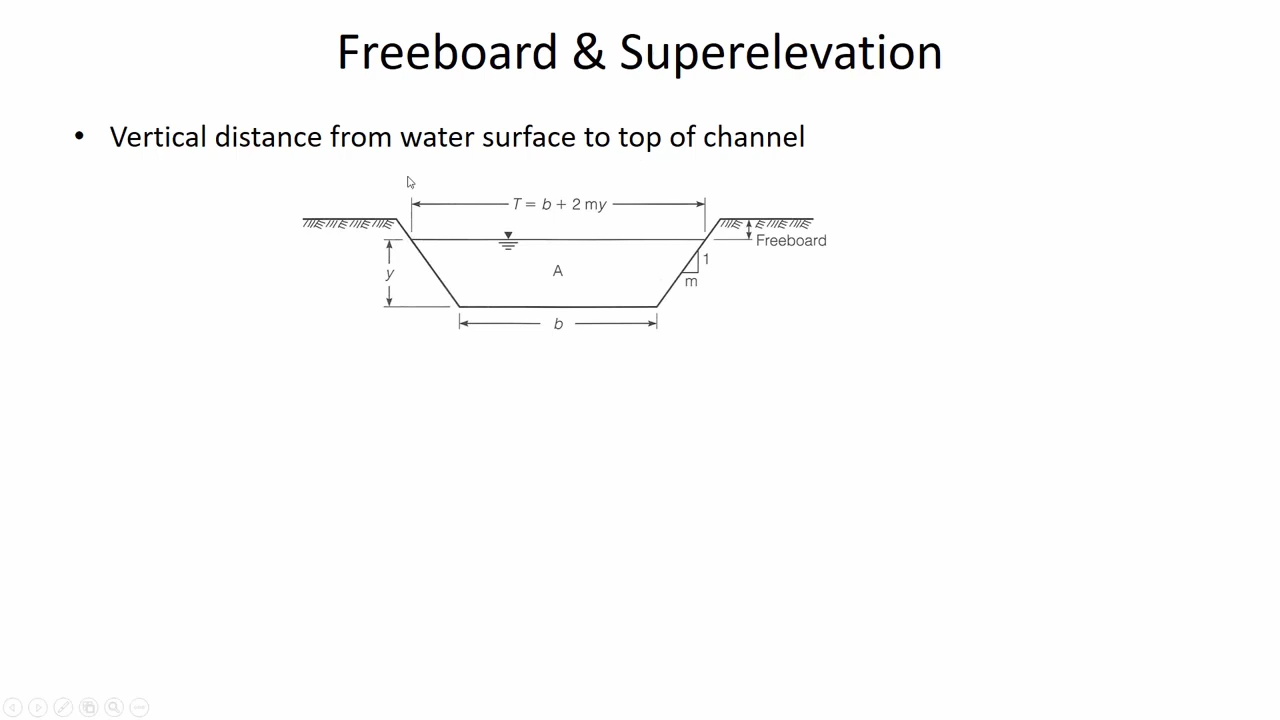 Freeboard & Superelevation
• Vertical distance from water surface to top of channel
T = b + 2 my
Freeboard
1
A
y
m
b